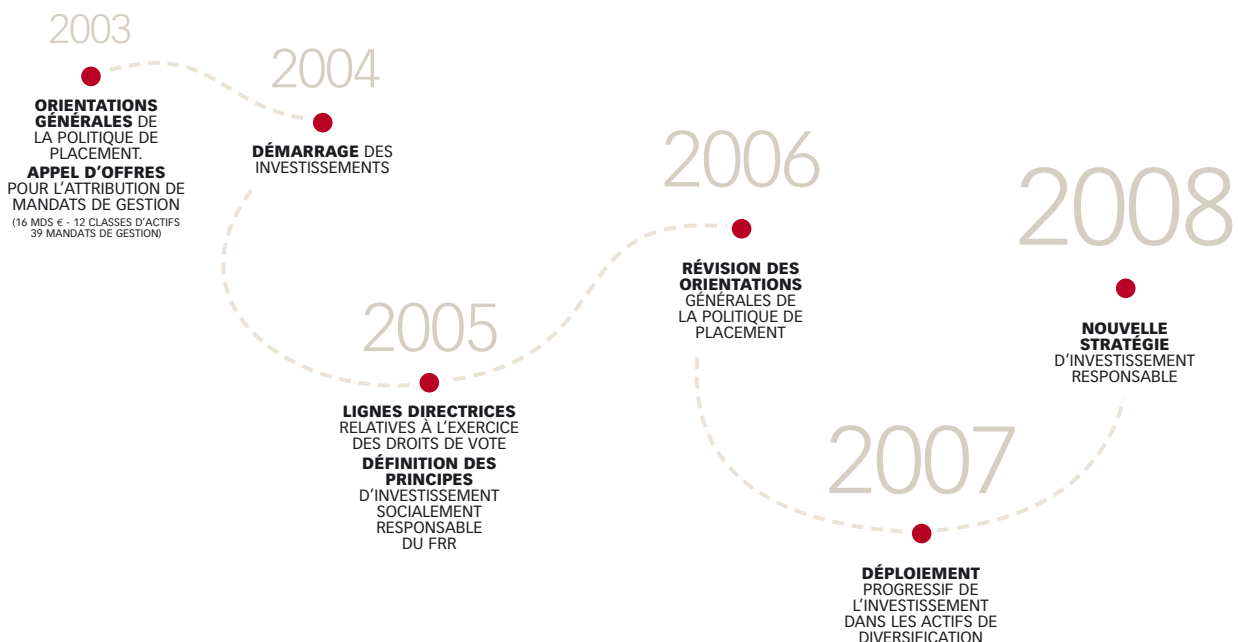 2003
ORIENTATIONS
GÉNÉRALES DE
LA POLITIQUE DE
PLACEMENT.
APPEL D'OFFRES
POUR L'ATTRIBUTION DE
MANDATS DE GESTION
(16 MDS € - 12 CLASSES D'ACTIFS
39 MANDATS DE GESTION)
2004
DÉMARRAGE DES
INVESTISSEMENTS
2005
LIGNES DIRECTRICES
RELATIVES À L'EXERCICE
DES DROITS DE VOTE
DÉFINITION DES
PRINCIPES
D'INVESTISSEMENT
SOCIALEMENT
RESPONSABLE
DU FRR
2006
RÉVISION DES
ORIENTATIONS
GÉNÉRALES DE
LA POLITIQUE DE
PLACEMENT
2007
DÉPLOIEMENT
PROGRESSIF DE
L'INVESTISSEMENT
DANS LES ACTIFS DE
DIVERSIFICATION
2008
NOUVELLE
STRATÉGIE
D'INVESTISSEMENT
RESPONSABLE